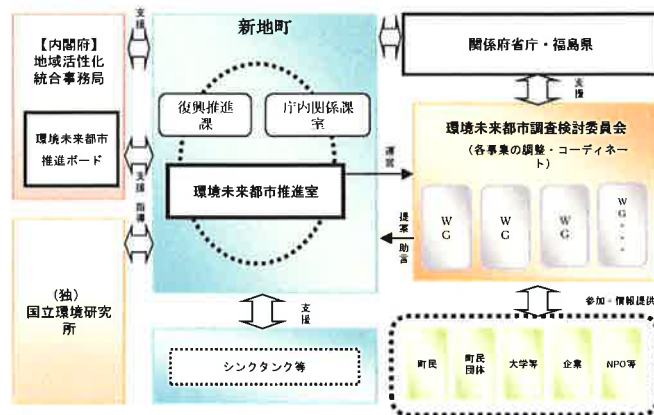 支援
【内閣府】
地域活性化
統合事務局
環境未来都市
推進ボード
支援
指導
(独)
国立環境研究
所
新地町
復興推進
課
庁内関係課
室
環境未来都市推進室
運営
提案
助言
支援
シンクタンク等
関係府省庁・福島県
支援
環境未来都市調査検討委員会
(各事業の調整・コーディネー
ト)
WG
WG
WG
WG・・・
参加・情報提供
町民
町民
団体
大学等
企業
NPO等